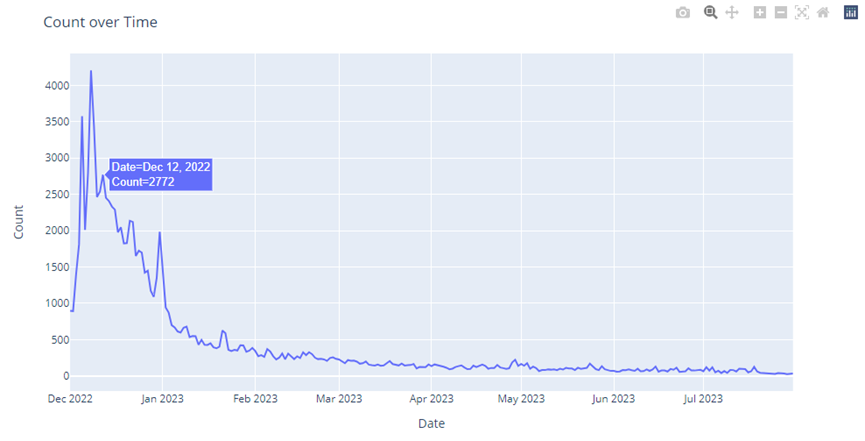 Count over Time
4000
3500
3000
2500
2000
1500
1000
500
0
Count
Date=Dec 12, 2022
Count=2772
Dec 2022 Jan 2023 Feb 2023 Mar 2023 Apr 2023 May 2023 Jun 2023 Jul 2023
Date